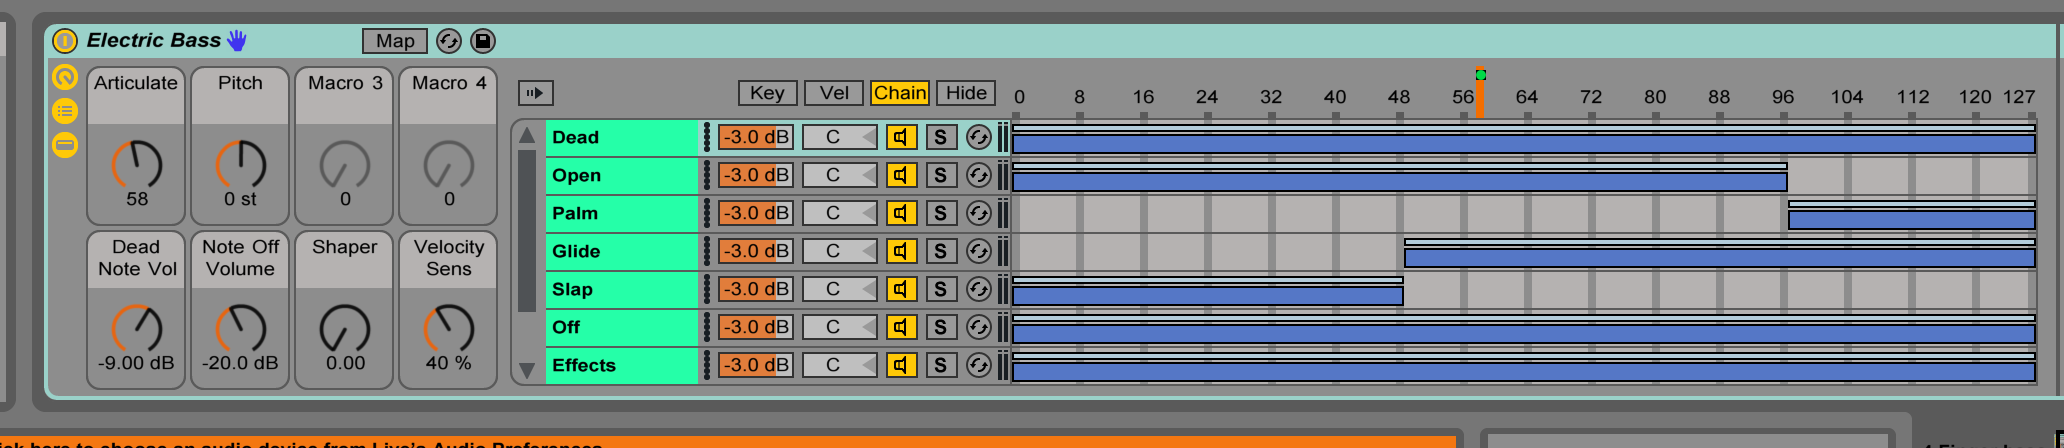 Electric Bass Map
Articulate Pitch Macro 3 Macro 4
58 0 st 0 0
Dead Note Vol Note Off Volume Shaper Velocity Sens
-9.00 dB -20.0 dB 0.00 40 %
Key Vel Chain Hide
0 8 16 24 32 40 48 56 64 72 80 88 96 104 112 120 127
Dead -3.0 dB C S
Open -3.0 dB C S
Palm -3.0 dB C S
Glide -3.0 dB C S
Slap -3.0 dB C S
Off -3.0 dB C S
Effects -3.0 dB C S
here to choose an audio device from Live's Audio Preferences